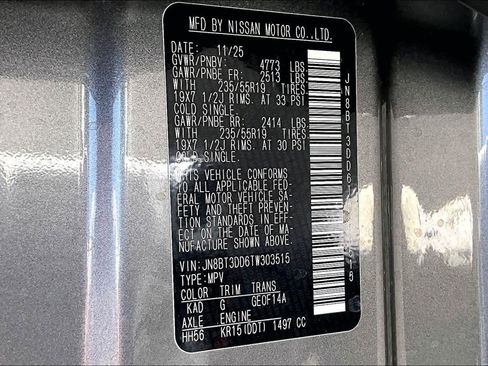 MFD BY NISSAN MOTOR CO.,LTD.
DATE: 11/25
GVWR/PNBV: 4773 LBS.
GAWR/PNBE FR: 2513 LBS.
WITH 235/55R19 TIRES
19X7 1/2J RIMS, AT 33 PSI
COLD SINGLE.
GAWR/PNBE RR: 2414 LBS.
WITH 235/55R19 TIRES
19X7 1/2J RIMS, AT 30 PSI
COLD SINGLE.
THIS VEHICLE CONFORMS
TO ALL APPLICABLE FED-
ERAL MOTOR VEHICLE SAFE-
TY AND THEFT PREVEN-
TION STANDARDS IN EF-
FECT ON THE DATE OF MA-
NUFACTURE SHOWN ABOVE.
VIN: JN8BT3DD6TW303515
TYPE: MPV
COLOR TRIM TRANS
KAD G GE0F14A
AXLE ENGINE
HH56 KR15(DDT) 1497 CC